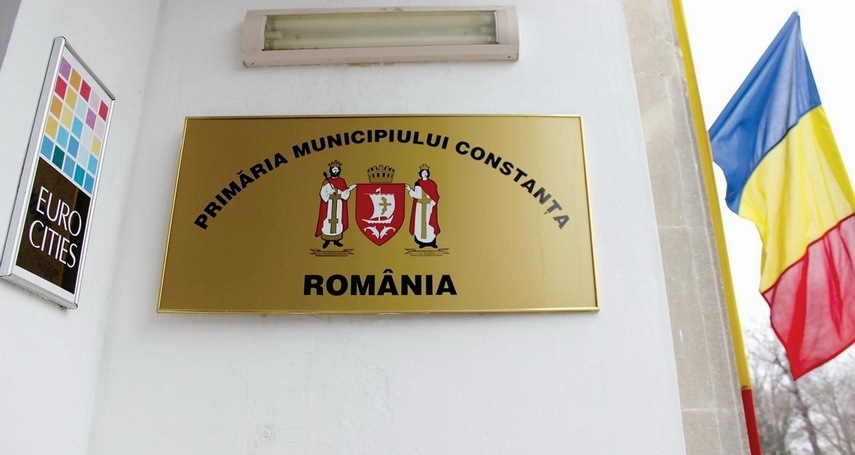 EURO
CITIES
PRIMĂRIA MUNICIPIULUI CONSTANȚA
ROMÂNIA